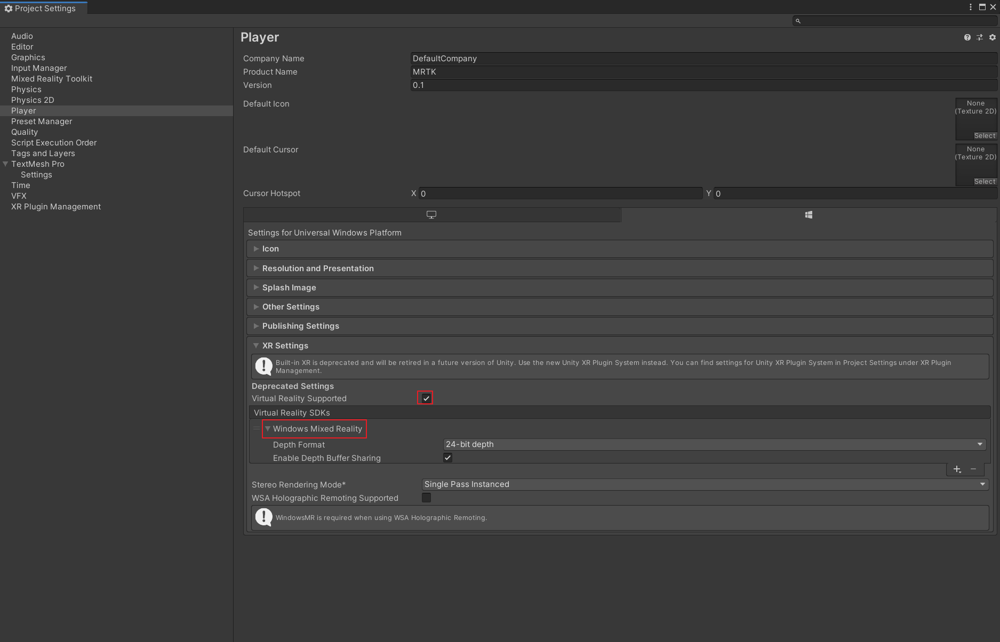 Project Settings
Audio
Editor
Graphics
Input Manager
Mixed Reality Toolkit
Physics
Physics 2D
Player
Preset Manager
Quality
Script Execution Order
Tags and Layers
TextMesh Pro
Settings
Time
VFX
XR Plugin Management
Player
Company Name DefaultCompany
Product Name MRTK
Version 0.1
Default Icon None
(Texture 2D)
Select
Default Cursor None
(Texture 2D)
Select
Cursor Hotspot X 0 Y 0
Settings for Universal Windows Platform
Icon
Resolution and Presentation
Splash Image
Other Settings
Publishing Settings
XR Settings
Built-in XR is deprecated and will be retired in a future version of Unity. Use the new Unity XR Plugin System instead. You can find settings for Unity XR Plugin System in Project Settings under XR Plugin
Management.
Deprecated Settings
Virtual Reality Supported
Virtual Reality SDKs
Windows Mixed Reality
Depth Format 24-bit depth
Enable Depth Buffer Sharing
Stereo Rendering Mode* Single Pass Instanced
WSA Holographic Remoting Supported
WindowsMR is required when using WSA Holographic Remoting.